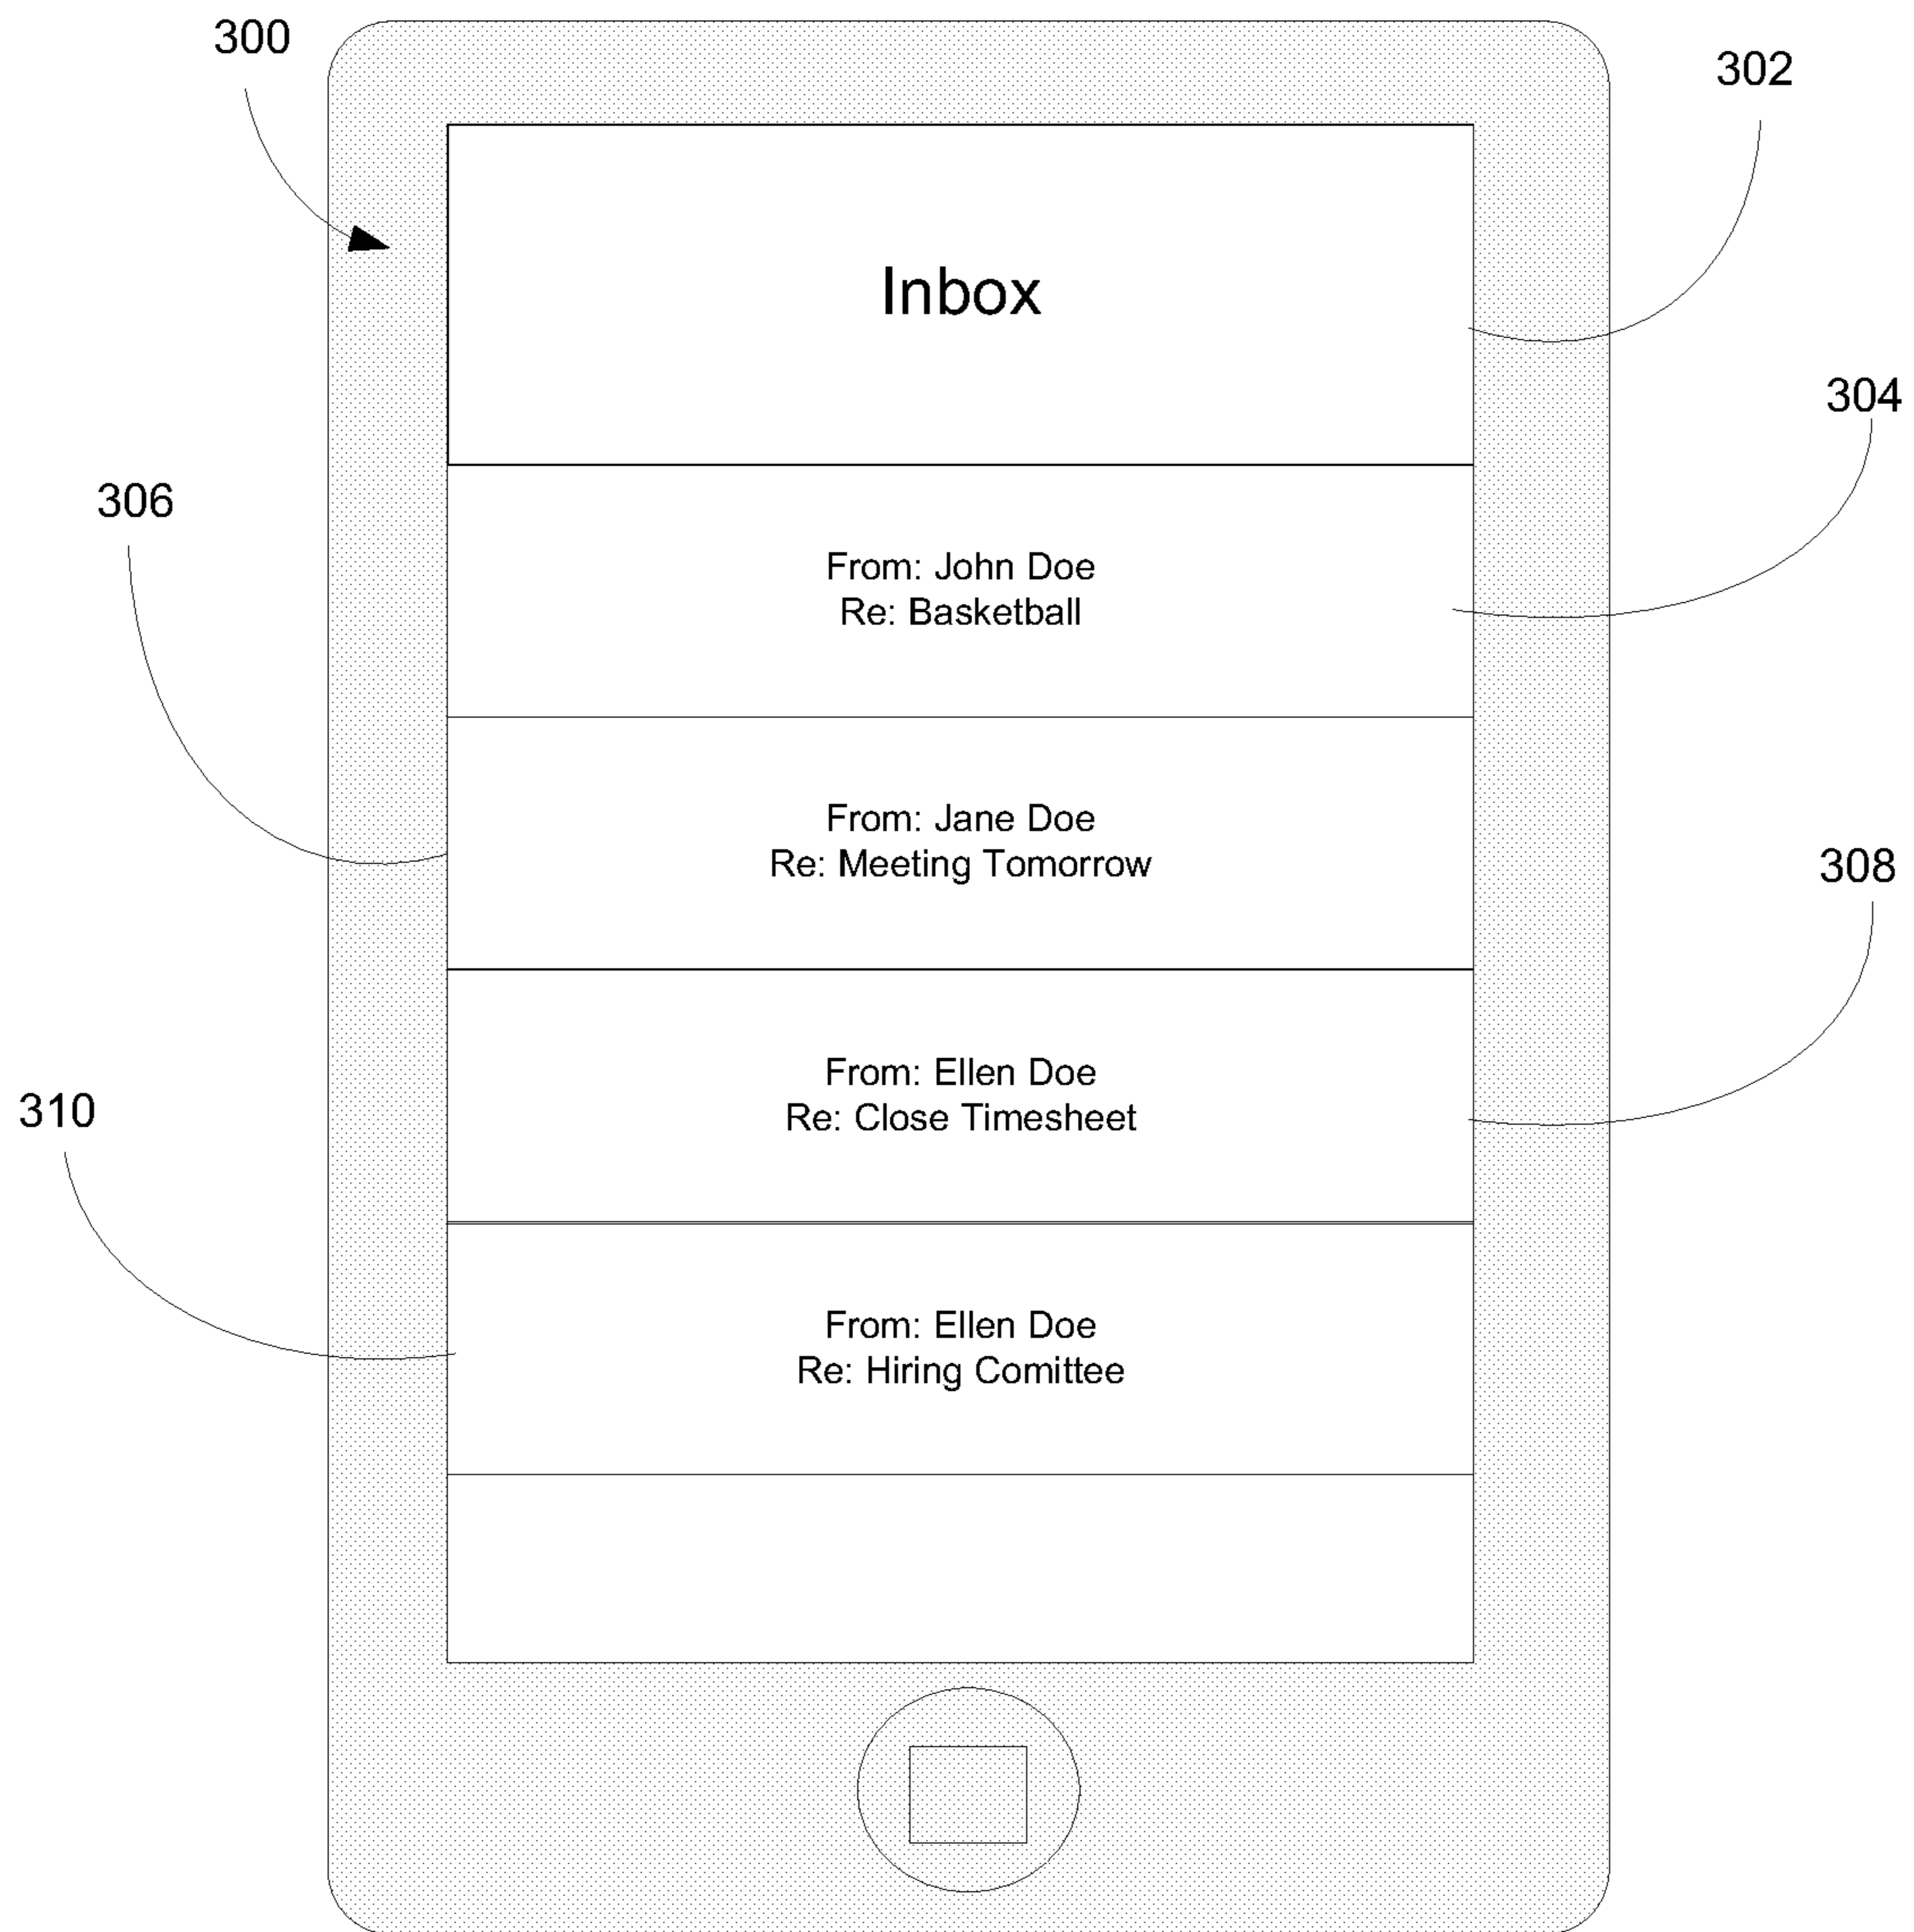 300
302
Inbox
304
306
From: John Doe
Re: Basketball
From: Jane Doe
Re: Meeting Tomorrow
308
From: Ellen Doe
Re: Close Timesheet
310
From: Ellen Doe
Re: Hiring Comittee